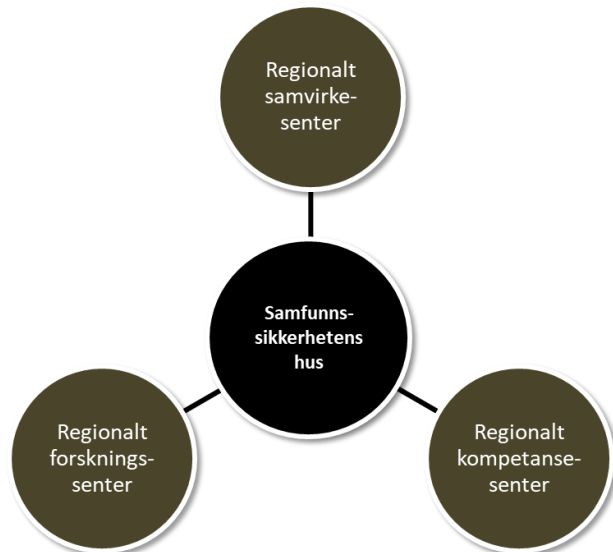 Regionalt
samvirke-
senter
Samfunns-
sikkerhetens
hus
Regionalt
forsknings-
senter
Regionalt
kompetanse-
senter